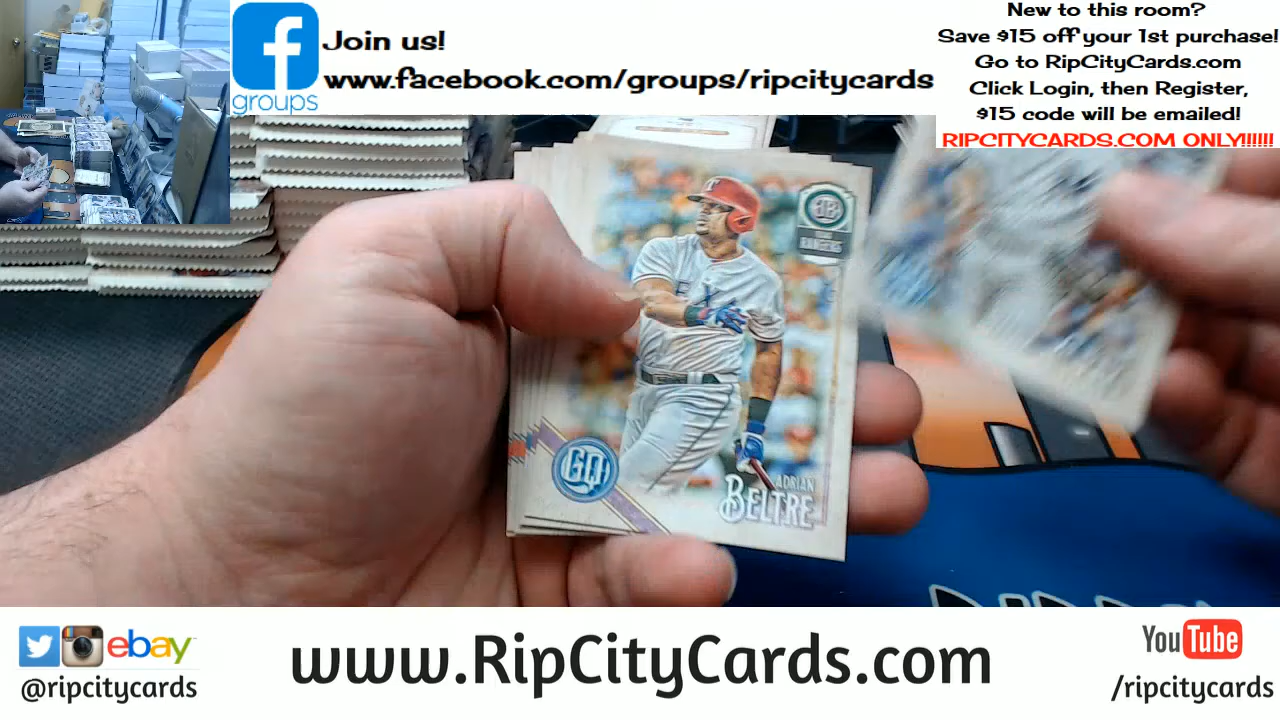 Join us!
www.facebook.com/groups/ripcitycards
groups
New to this room?
Save $15 off your 1st purchase!
Go to RipCityCards.com
Click Login, then Register,
$15 code will be emailed!
RIPCITYCARDS.COM ONLY!!!!!!
RANGERS
TEXAS
GQ
ADRIAN
BELTRE
ebay
@ripcitycards
www.RipCityCards.com
YouTube
/ripcitycards